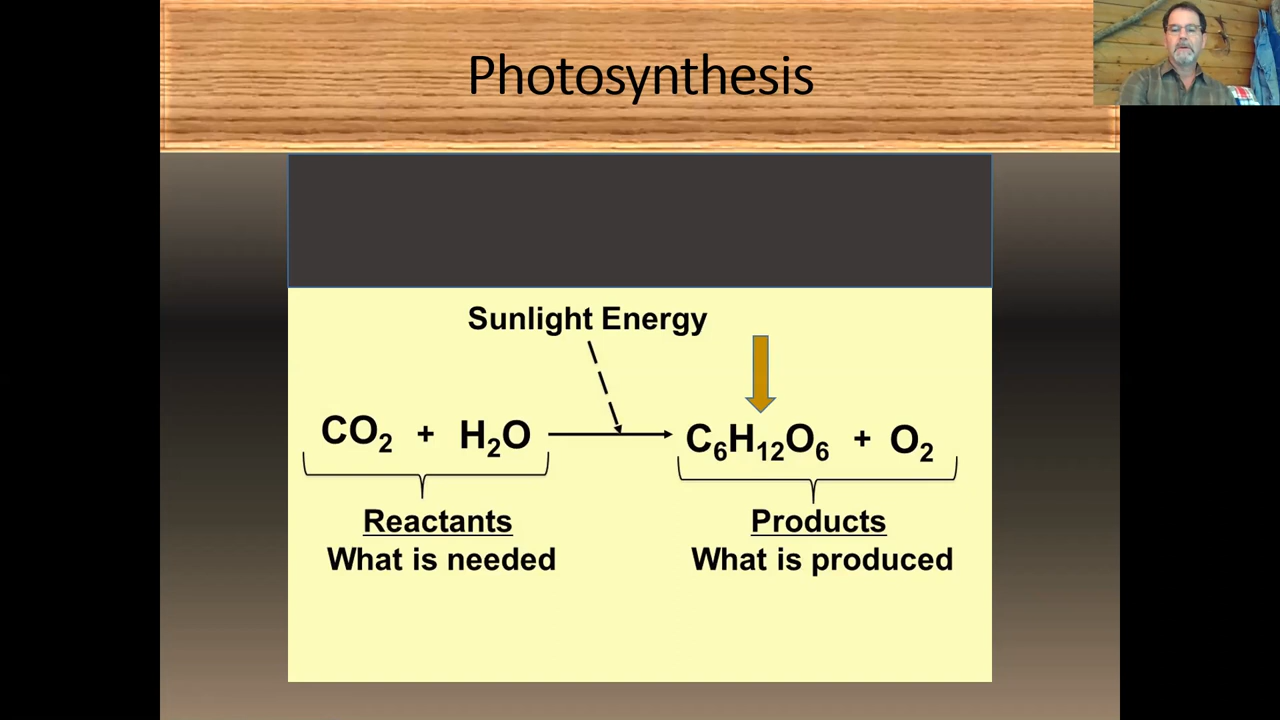 Photosynthesis
Sunlight Energy
CO₂ + H₂O C₆H₁₂O₆ + O₂
Reactants Products
What is needed What is produced